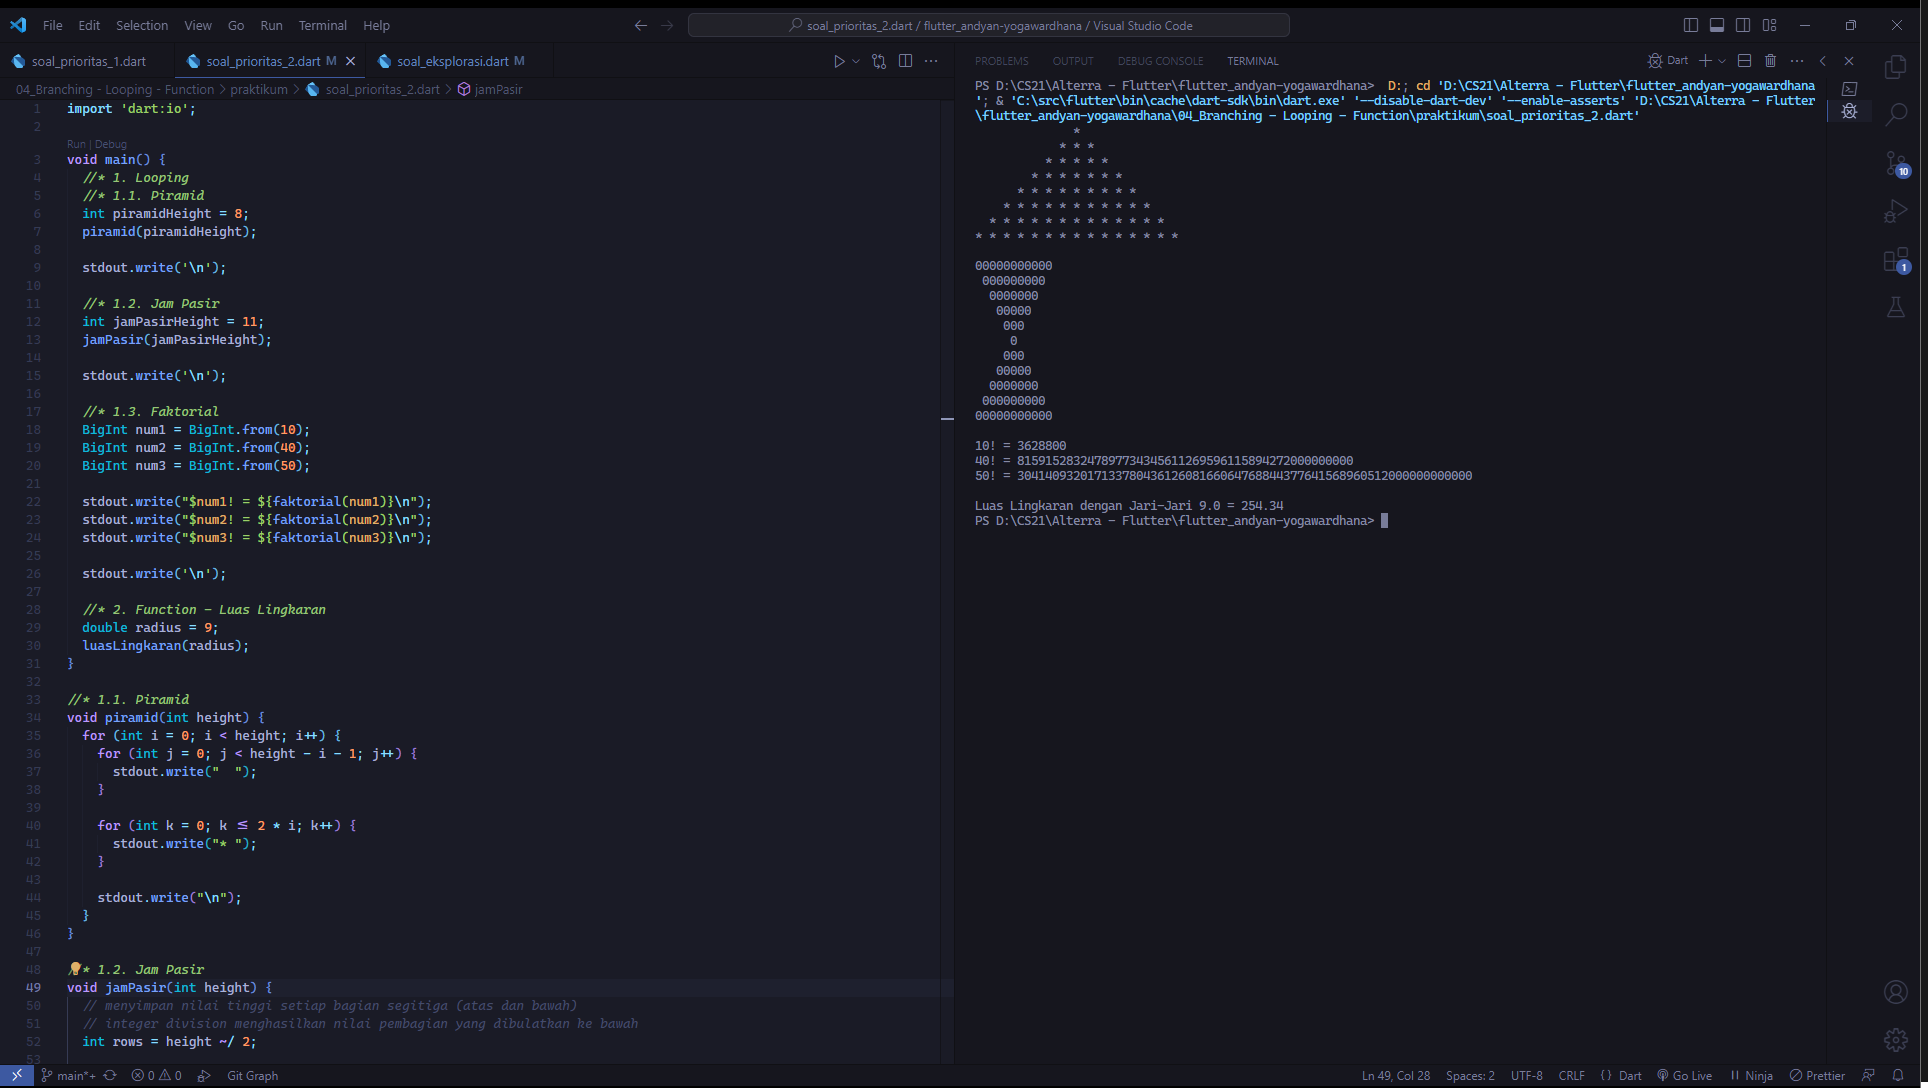 File Edit Selection View Go Run Terminal Help
soal_prioritas_2.dart / flutter_andyan-yogawardhana / Visual Studio Code
soal_prioritas_1.dart
soal_prioritas_2.dart M
soal_eksplorasi.dart M
04_Branching - Looping - Function > praktikum > soal_prioritas_2.dart > jamPasir
1 import 'dart:io';
2
Run | Debug
3 void main() {
4 //* 1. Looping
5 //* 1.1. Piramid
6 int piramidHeight = 8;
7 piramid(piramidHeight);
8
9 stdout.write('\n');
10
11 //* 1.2. Jam Pasir
12 int jamPasirHeight = 11;
13 jamPasir(jamPasirHeight);
14
15 stdout.write('\n');
16
17 //* 1.3. Faktorial
18 BigInt num1 = BigInt.from(10);
19 BigInt num2 = BigInt.from(40);
20 BigInt num3 = BigInt.from(50);
21
22 stdout.write("$num1! = ${faktorial(num1)}\n");
23 stdout.write("$num2! = ${faktorial(num2)}\n");
24 stdout.write("$num3! = ${faktorial(num3)}\n");
25
26 stdout.write('\n');
27
28 //* 2. Function - Luas Lingkaran
29 double radius = 9;
30 luasLingkaran(radius);
31 }
32
33 //* 1.1. Piramid
34 void piramid(int height) {
35 for (int i = 0; i < height; i++) {
36 for (int j = 0; j < height - i - 1; j++) {
37 stdout.write("  ");
38 }
39
40 for (int k = 0; k ≤ 2 * i; k++) {
41 stdout.write("* ");
42 }
43
44 stdout.write("\n");
45 }
46 }
47
48 /* 1.2. Jam Pasir
49 void jamPasir(int height) {
50 // menyimpan nilai tinggi setiap bagian segitiga (atas dan bawah)
51 // integer division menghasilkan nilai pembagian yang dibulatkan ke bawah
52 int rows = height ~/ 2;
53
PROBLEMS OUTPUT DEBUG CONSOLE TERMINAL
Dart
PS D:\CS21\Alterra - Flutter\flutter_andyan-yogawardhana> D:; cd 'D:\CS21\Alterra - Flutter\flutter_andyan-yogawardhana
'; & 'C:\src\flutter\bin\cache\dart-sdk\bin\dart.exe' '--disable-dart-dev' '--enable-asserts' 'D:\CS21\Alterra - Flutter
\flutter_andyan-yogawardhana\04_Branching - Looping - Function\praktikum\soal_prioritas_2.dart'
*
* * *
* * * * *
* * * * * * *
* * * * * * * * *
* * * * * * * * * * *
* * * * * * * * * * * * *
* * * * * * * * * * * * * * *
00000000000
000000000
0000000
00000
000
0
000
00000
0000000
000000000
00000000000
10! = 3628800
40! = 815915283247897734345611269596115894272000000000
50! = 30414093201713378043612608166064768844377641568960512000000000000
Luas Lingkaran dengan Jari-Jari 9.0 = 254.34
PS D:\CS21\Alterra - Flutter\flutter_andyan-yogawardhana>
10
1
main*+ 0 0 Git Graph
Ln 49, Col 28 Spaces: 2 UTF-8 CRLF { } Dart Go Live Ninja Prettier